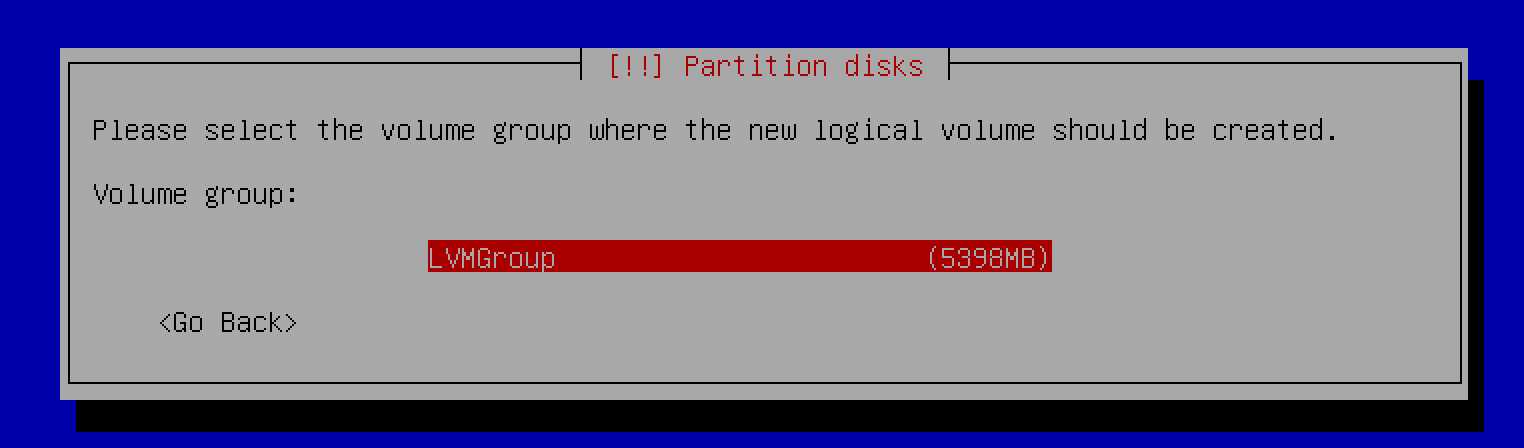 [!!] Partition disks
Please select the volume group where the new logical volume should be created.
Volume group:
LVMGroup (5398MB)
<Go Back>